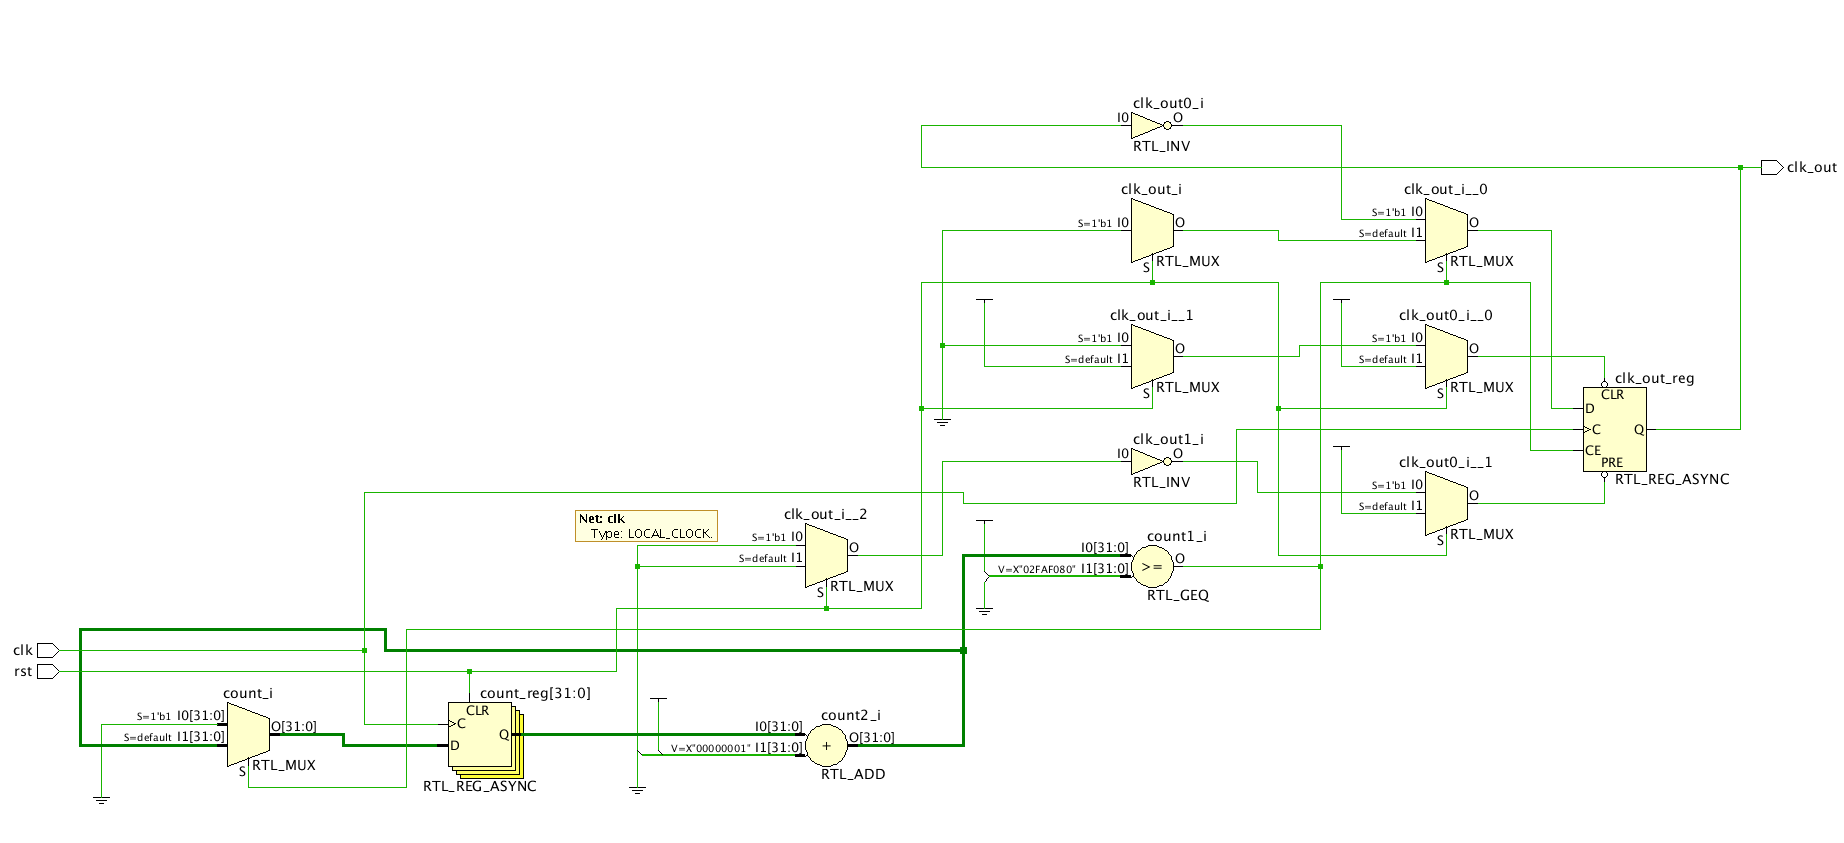 clk_out0_i
I0
O
RTL_INV
clk_out
clk_out_i
S=1'b1 I0
O
S
RTL_MUX
clk_out_i__0
S=1'b1 I0
S=default I1
O
S
RTL_MUX
clk_out_i__1
S=1'b1 I0
S=default I1
O
S
RTL_MUX
clk_out0_i__0
S=1'b1 I0
S=default I1
O
S
RTL_MUX
clk_out_reg
CLR
D
C
Q
CE
PRE
RTL_REG_ASYNC
clk_out1_i
I0
O
RTL_INV
clk_out0_i__1
S=1'b1 I0
S=default I1
O
S
RTL_MUX
Net: clk
Type: LOCAL_CLOCK.
clk_out_i__2
S=1'b1 I0
S=default I1
O
S
RTL_MUX
count1_i
I0[31:0]
V=X"02FAF080" I1[31:0]
O
>=
RTL_GEQ
clk
rst
count_i
S=1'b1 I0[31:0]
S=default I1[31:0]
O[31:0]
S
RTL_MUX
count_reg[31:0]
CLR
C
D
Q
RTL_REG_ASYNC
count2_i
I0[31:0]
V=X"00000001" I1[31:0]
O[31:0]
+
RTL_ADD